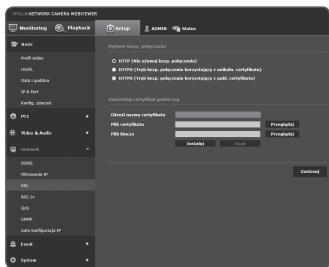 iPOLiS NETWORK CAMERA WEBVIEWER
Monitoring
Playback
Setup
ADMIN
Status
Basic
Profil wideo
Użytk.
Data i godzina
IP & Port
Konfig. zdarzeń
PTZ
Video & Audio
Network
DDNS
Filtrowanie IP
SSL
802.1x
QoS
SNMP
Auto konfiguracja IP
Event
System
System bezp. połączenia
HTTP (Nie używaj bezp. połączenia)
HTTPS (Tryb bezp. połączenia korzystający z unikaln. certyfikatu)
HTTPS (Tryb bezp. połączenia korzystający z publ. certyfikatu)
Zainstaluj certyfikat publiczny
Określ nazwę certyfikatu
Plik certyfikatu
Przeglądaj
Plik klucza
Przeglądaj
Instaluj
Usuń
Zastosuj